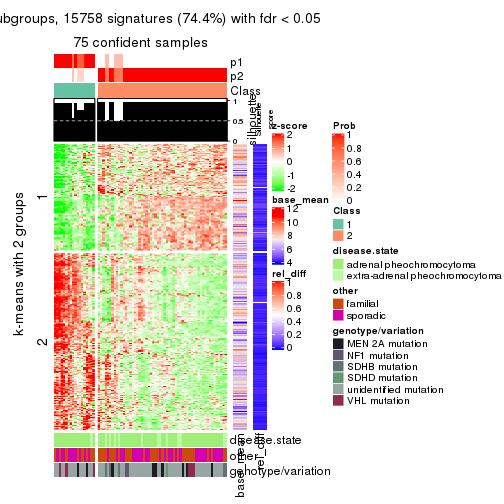 ubgroups, 15758 signatures (74.4%) with fdr < 0.05
75 confident samples
p1
p2
Class
1
0.5
0
silhouette
Silhouette
score
k-means with 2 groups
1
2
z-score
2
1
0
-1
-2
base_mean
12
10
8
6
4
rel_diff
1
0.8
0.6
0.4
0.2
0
Prob
1
0.8
0.6
0.4
0.2
0
Class
1
2
disease.state
adrenal pheochromocytoma
extra-adrenal pheochromocytoma
other
familial
sporadic
genotype/variation
MEN 2A mutation
NF1 mutation
SDHB mutation
SDHD mutation
unidentified mutation
VHL mutation
disease.state
other
genotype/variation
base_mean
rel_diff